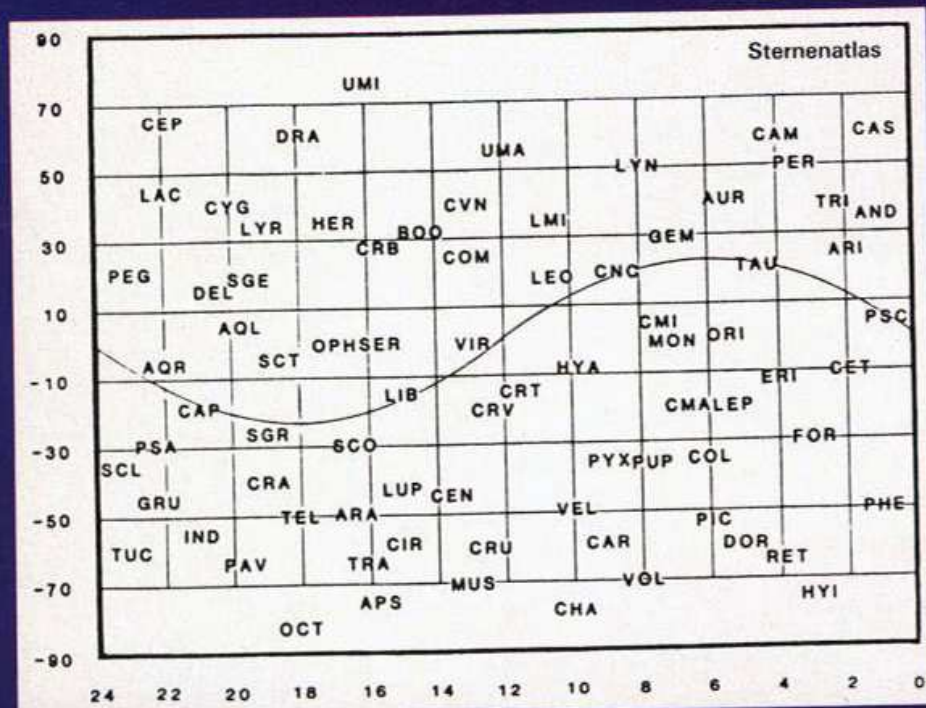 90 Sternenatlas
UMI
70
CEP DRA CAM CAS
UMA
LYN PER
50
LAC CYG CVN AUR TRI AND
LYR HER BOO LMI
30 CRB COM GEM ARI
PEG SGE LEO CNC TAU
DEL
10
AQL CMI PSC
SCT OPHSER VIR MON ORI
AQR HYA ERI CET
-10
CAP LIB CRT
CRV CMALEP
SGR FOR
-30 PSA SCO
SCL PYXPUP COL
CRA LUP CEN
GRU VEL PHE
-50 TEL ARA PIC
IND CIR CRU CAR DOR
TUC PAV TRA RET
-70 MUS VOL
APS CHA HYI
OCT
-90
24 22 20 18 16 14 12 10 8 6 4 2 0